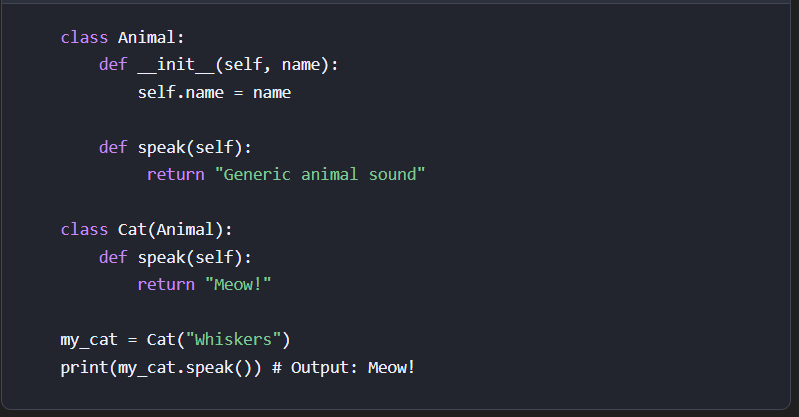 class Animal:
    def __init__(self, name):
        self.name = name

    def speak(self):
         return "Generic animal sound"

class Cat(Animal):
    def speak(self):
        return "Meow!"

my_cat = Cat("Whiskers")
print(my_cat.speak()) # Output: Meow!